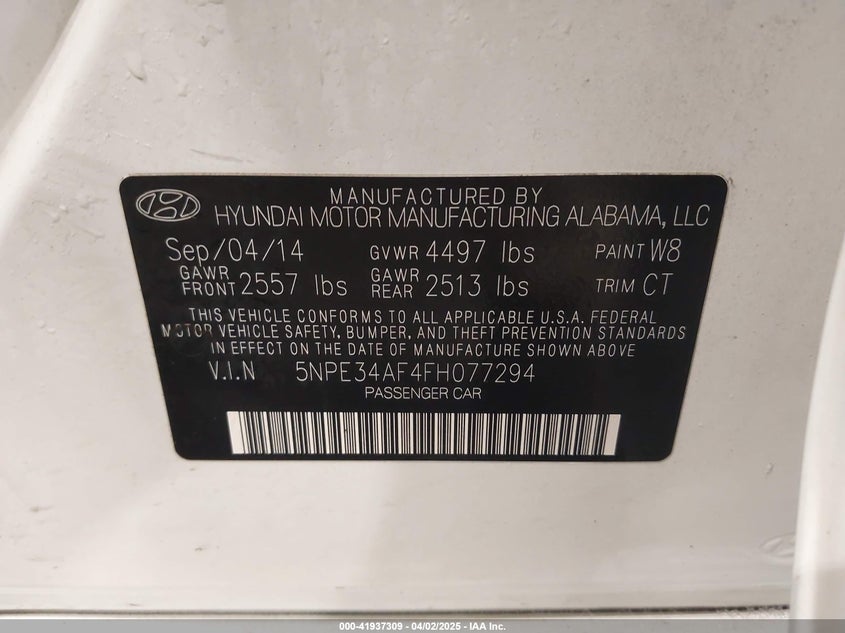 MANUFACTURED BY
HYUNDAI MOTOR MANUFACTURING ALABAMA, LLC
Sep/04/14 GVWR 4497 lbs PAINT W8
GAWR FRONT 2557 lbs GAWR REAR 2513 lbs TRIM CT
THIS VEHICLE CONFORMS TO ALL APPLICABLE U.S.A. FEDERAL
MOTOR VEHICLE SAFETY, BUMPER, AND THEFT PREVENTION STANDARDS
IN EFFECT ON THE DATE OF MANUFACTURE SHOWN ABOVE
V.I.N 5NPE34AF4FH077294
PASSENGER CAR
000-41937309 | 04/02/2025 - IAA Inc.